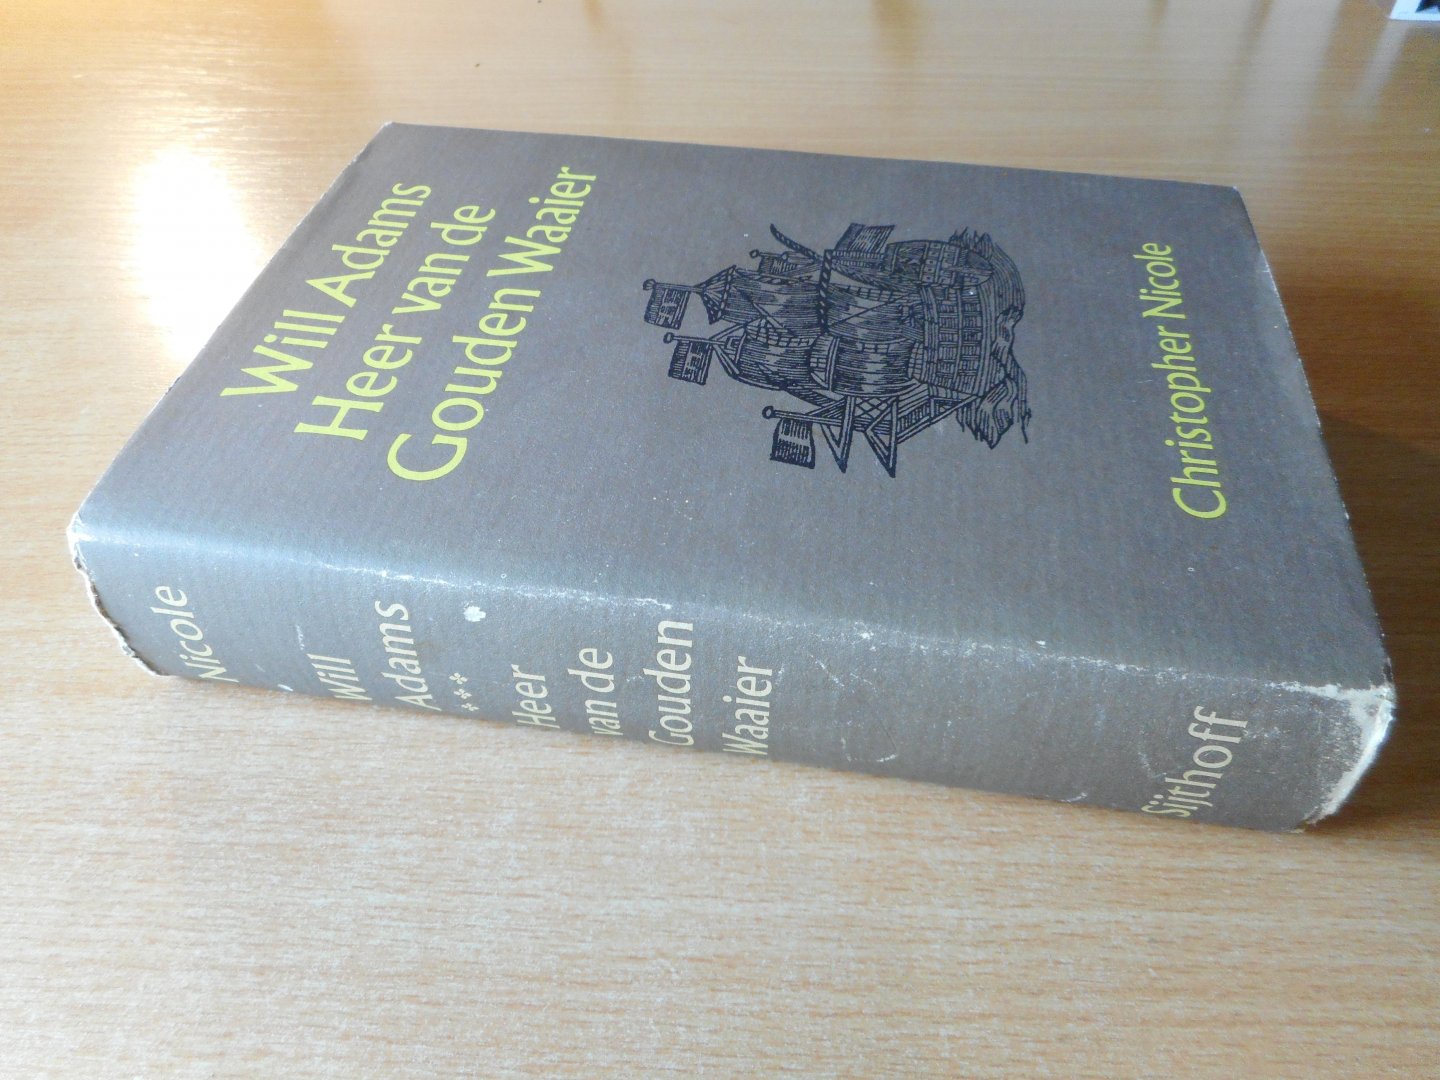 Will Adams
Heer van de
Gouden Waaier
Christopher Nicole
Nicole
Will
Adams
Heer
van de
Gouden
Waaier
Sijthoff